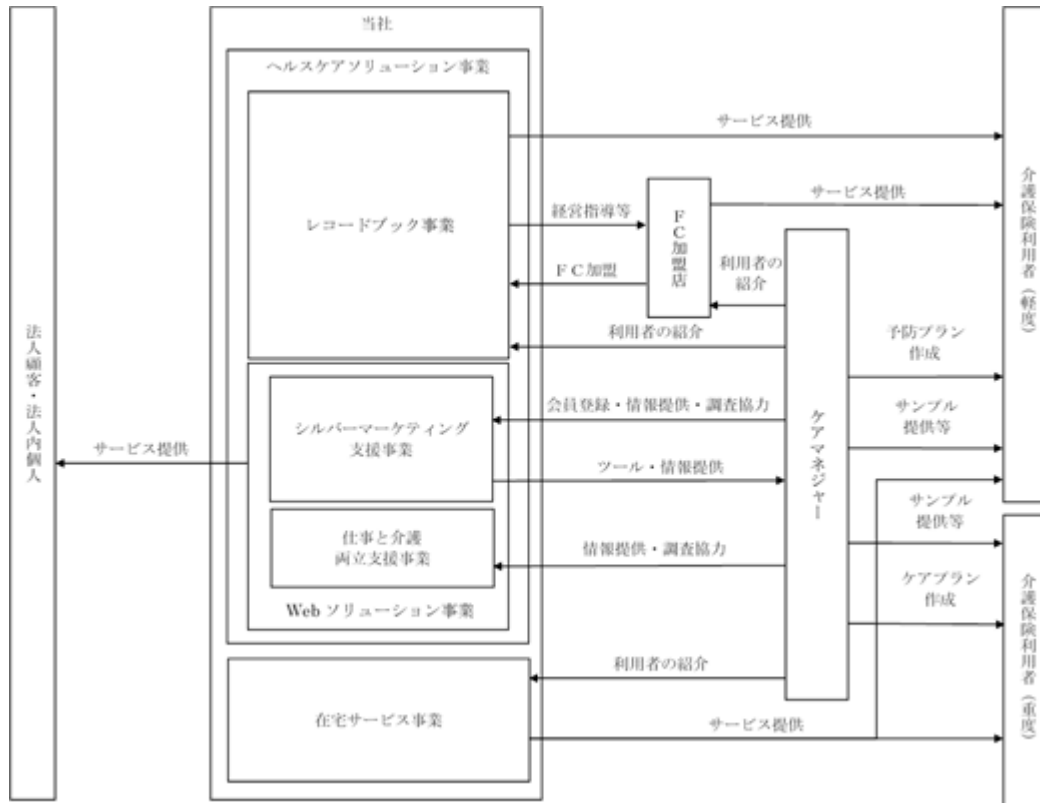 当社
ヘルスケアソリューション事業
サービス提供
レコードブック事業
経営指導等
FC加盟店
サービス提供
FC加盟
利用者の
紹介
利用者の紹介
介護保険利用者（軽度）
法人顧客・法人内個人
サービス提供
シルバーマーケティング
支援事業
会員登録・情報提供・調査協力
ツール・情報提供
ケアマネジャー
予防プラン
作成
サンプル
提供等
仕事と介護
両立支援事業
情報提供・調査協力
サンプル
提供等
ケアプラン
作成
Webソリューション事業
介護保険利用者（重度）
利用者の紹介
在宅サービス事業
サービス提供